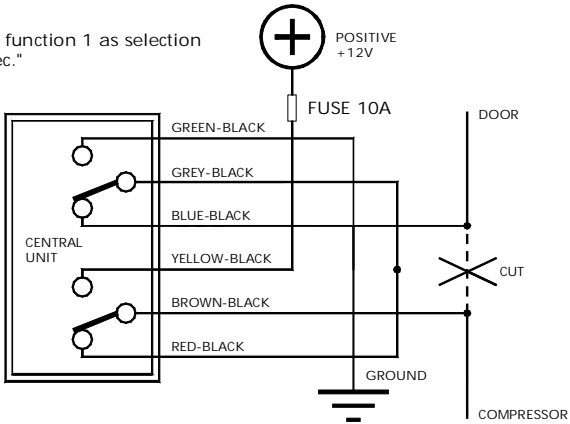 function 1 as selection
ec."
POSITIVE
+12V
FUSE 10A
DOOR
GREEN-BLACK
GREY-BLACK
BLUE-BLACK
CENTRAL
UNIT
YELLOW-BLACK
CUT
BROWN-BLACK
RED-BLACK
GROUND
COMPRESSOR